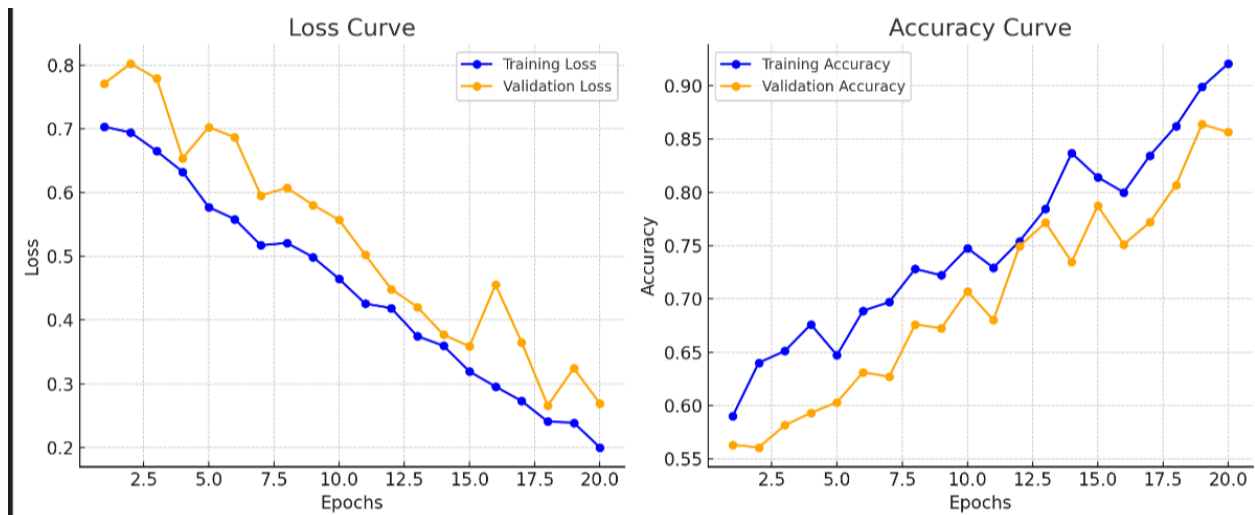 Loss Curve
Training Loss
Validation Loss
0.8
0.7
0.6
0.5
0.4
0.3
0.2
Loss
2.5 5.0 7.5 10.0 12.5 15.0 17.5 20.0
Epochs
Accuracy Curve
Training Accuracy
Validation Accuracy
0.90
0.85
0.80
0.75
0.70
0.65
0.60
0.55
Accuracy
2.5 5.0 7.5 10.0 12.5 15.0 17.5 20.0
Epochs